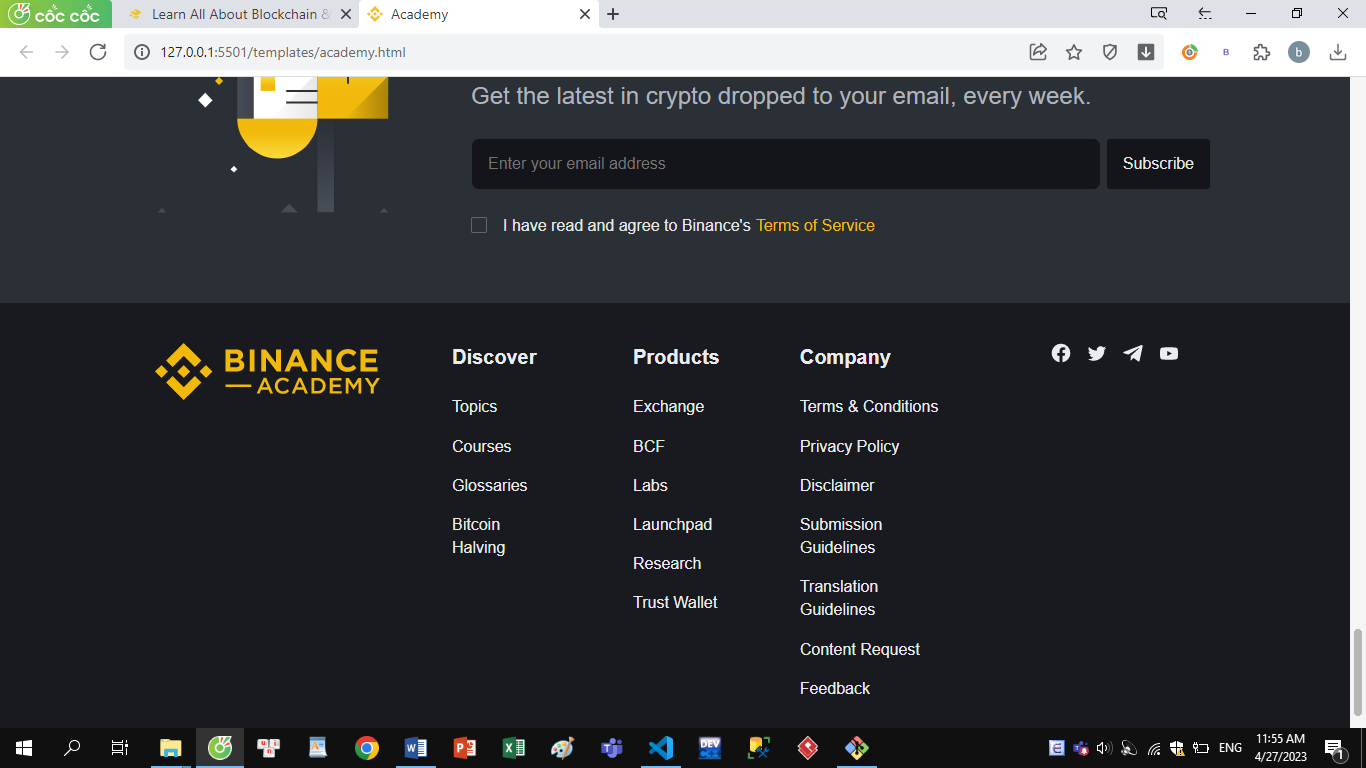 cốc cốc
Learn All About Blockchain &
Academy
127.0.0.1:5501/templates/academy.html
B
b
Get the latest in crypto dropped to your email, every week.
Enter your email address
Subscribe
I have read and agree to Binance's Terms of Service
BINANCE
ACADEMY
Discover
Topics
Courses
Glossaries
Bitcoin
Halving
Products
Exchange
BCF
Labs
Launchpad
Research
Trust Wallet
Company
Terms & Conditions
Privacy Policy
Disclaimer
Submission
Guidelines
Translation
Guidelines
Content Request
Feedback
DEV
ENG
11:55 AM
4/27/2023
1